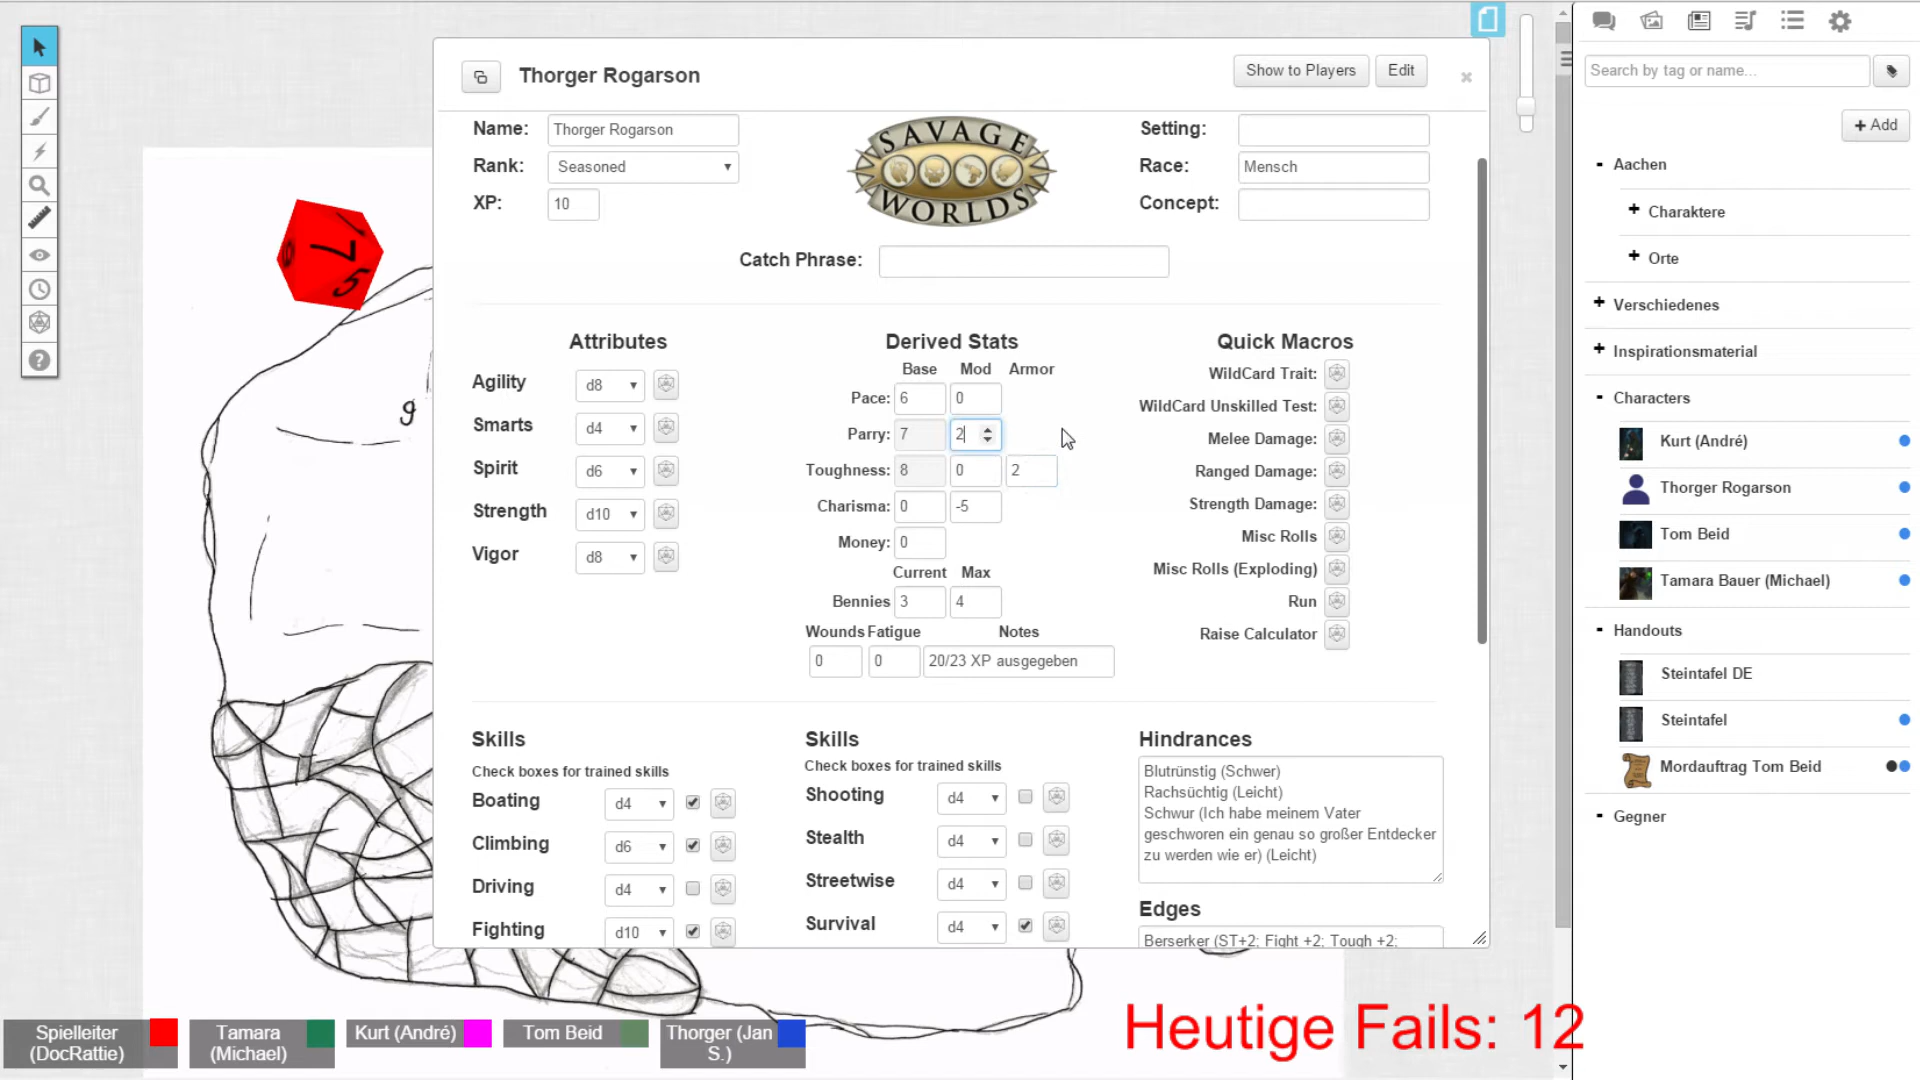 Thorger Rogarson
Show to Players
Edit
Search by tag or name...
+ Add
Name: Thorger Rogarson
Rank: Seasoned
XP: 10
SAVAGE
WORLDS
Setting:
Race: Mensch
Concept:
Catch Phrase:
7
5
g
Attributes
Agility d8
Smarts d4
Spirit d6
Strength d10
Vigor d8
Derived Stats
Base Mod Armor
Pace: 6 0
Parry: 7 2
Toughness: 8 0 2
Charisma: 0 -5
Money: 0
Current Max
Bennies 3 4
Wounds Fatigue Notes
0 0 20/23 XP ausgegeben
Quick Macros
WildCard Trait:
WildCard Unskilled Test:
Melee Damage:
Ranged Damage:
Strength Damage:
Misc Rolls
Misc Rolls (Exploding)
Run
Raise Calculator
Skills
Check boxes for trained skills
Boating d4
Climbing d6
Driving d4
Fighting d10
Skills
Check boxes for trained skills
Shooting d4
Stealth d4
Streetwise d4
Survival d4
Hindrances
Blutrünstig (Schwer)
Rachsüchtig (Leicht)
Schwur (Ich habe meinem Vater
geschworen ein genau so großer Entdecker
zu werden wie er) (Leicht)
Edges
Berserker (ST+2; Fight +2; Tough +2;
- Aachen
+ Charaktere
+ Orte
+ Verschiedenes
+ Inspirationsmaterial
- Characters
Kurt (André)
Thorger Rogarson
Tom Beid
Tamara Bauer (Michael)
- Handouts
Steintafel DE
Steintafel
Mordauftrag Tom Beid
- Gegner
Spielleiter
(DocRattie)
Tamara
(Michael)
Kurt (André)
Tom Beid
Thorger (Jan
S.)
Heutige Fails: 12